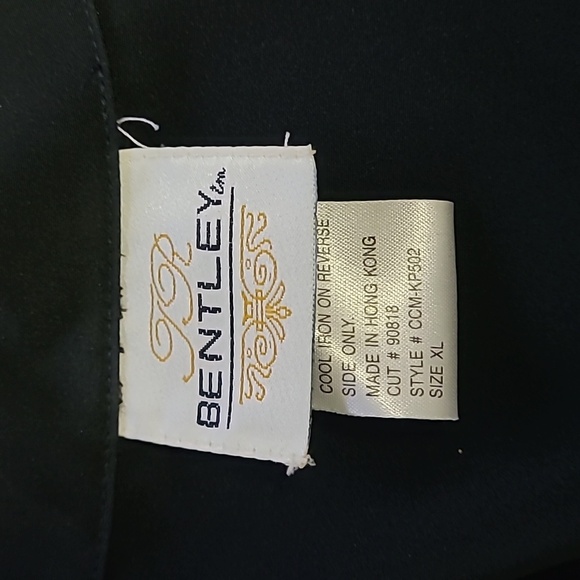 TR
BENTLEY tm
COOL IRON ON REVERSE
SIDE ONLY.
MADE IN HONG KONG
CUT # 90818
STYLE # CCM-KP502
SIZE XL